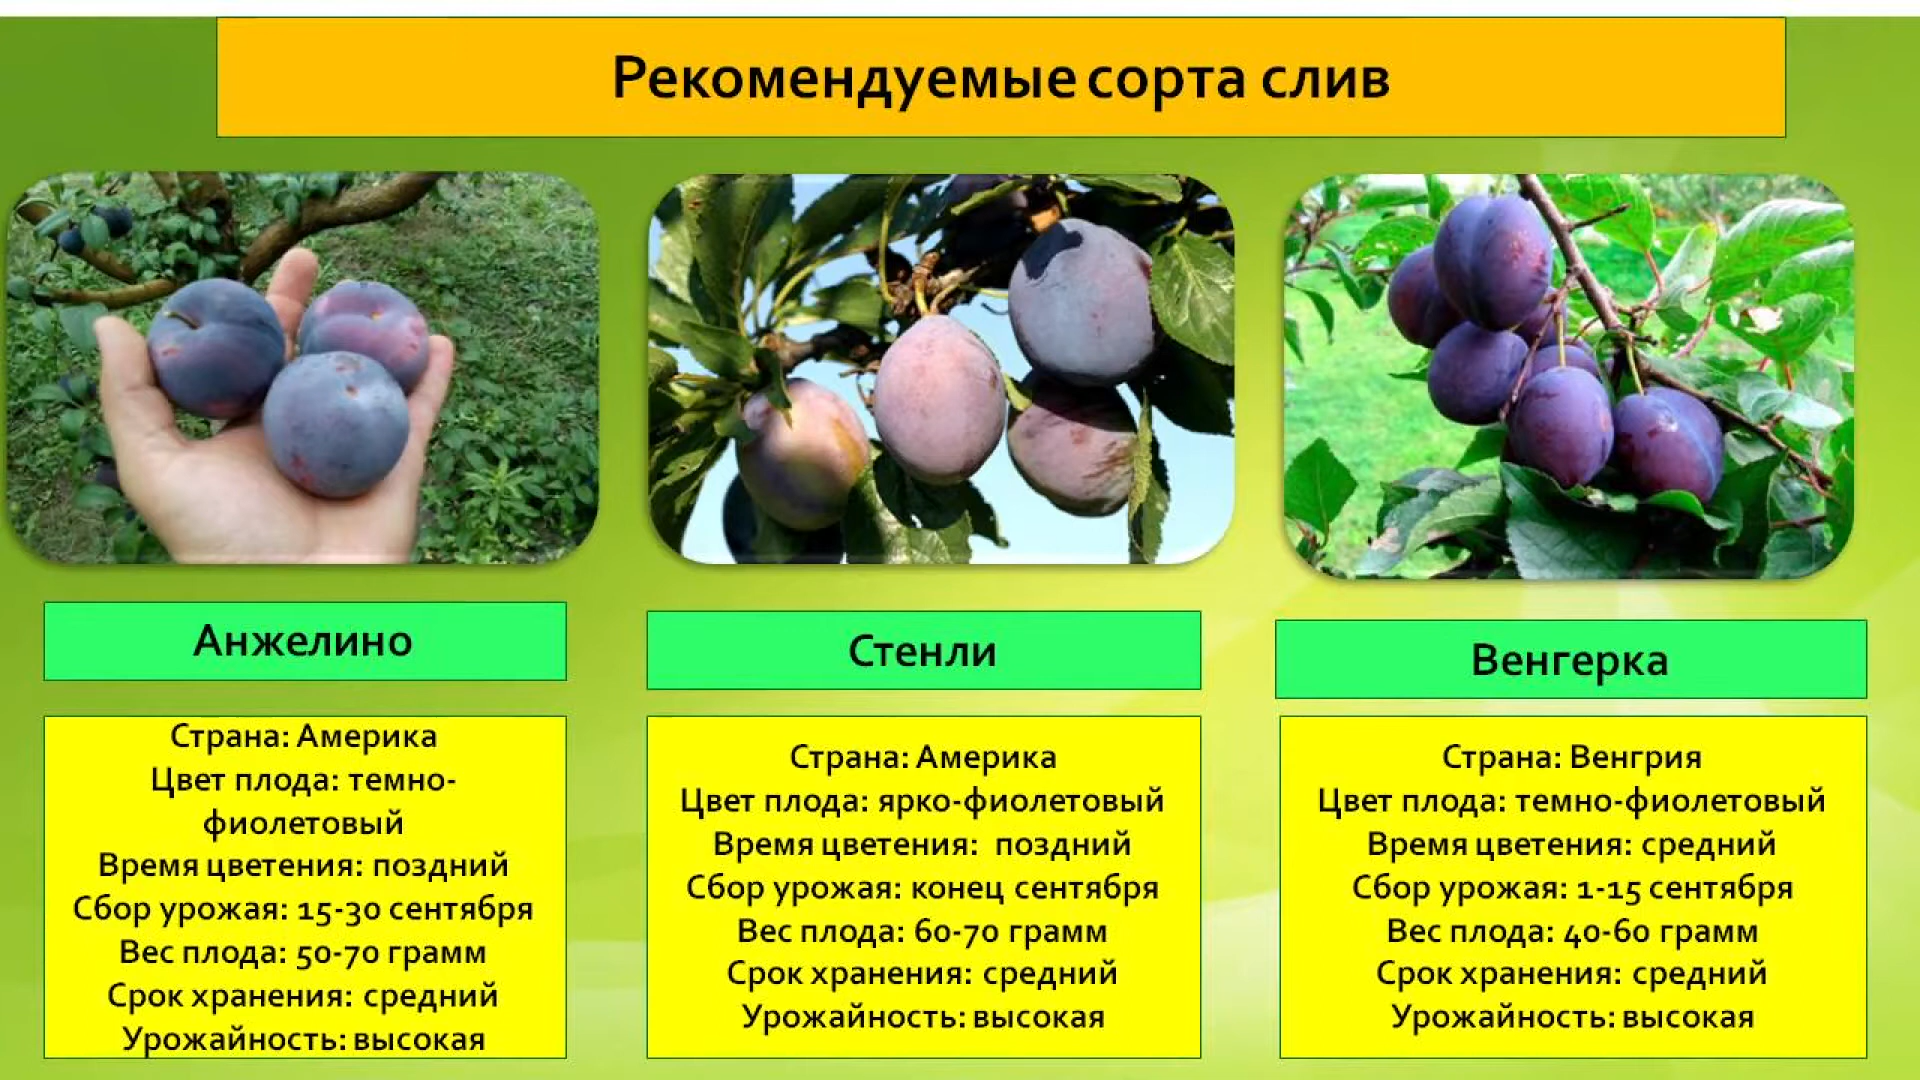 Рекомендуемые сорта слив
Анжелино
Страна: Америка
Цвет плода: темно-
фиолетовый
Время цветения: поздний
Сбор урожая: 15-30 сентября
Вес плода: 50-70 грамм
Срок хранения: средний
Урожайность: высокая
Стенли
Страна: Америка
Цвет плода: ярко-фиолетовый
Время цветения: поздний
Сбор урожая: конец сентября
Вес плода: 60-70 грамм
Срок хранения: средний
Урожайность: высокая
Венгерка
Страна: Венгрия
Цвет плода: темно-фиолетовый
Время цветения: средний
Сбор урожая: 1-15 сентября
Вес плода: 40-60 грамм
Срок хранения: средний
Урожайность: высокая